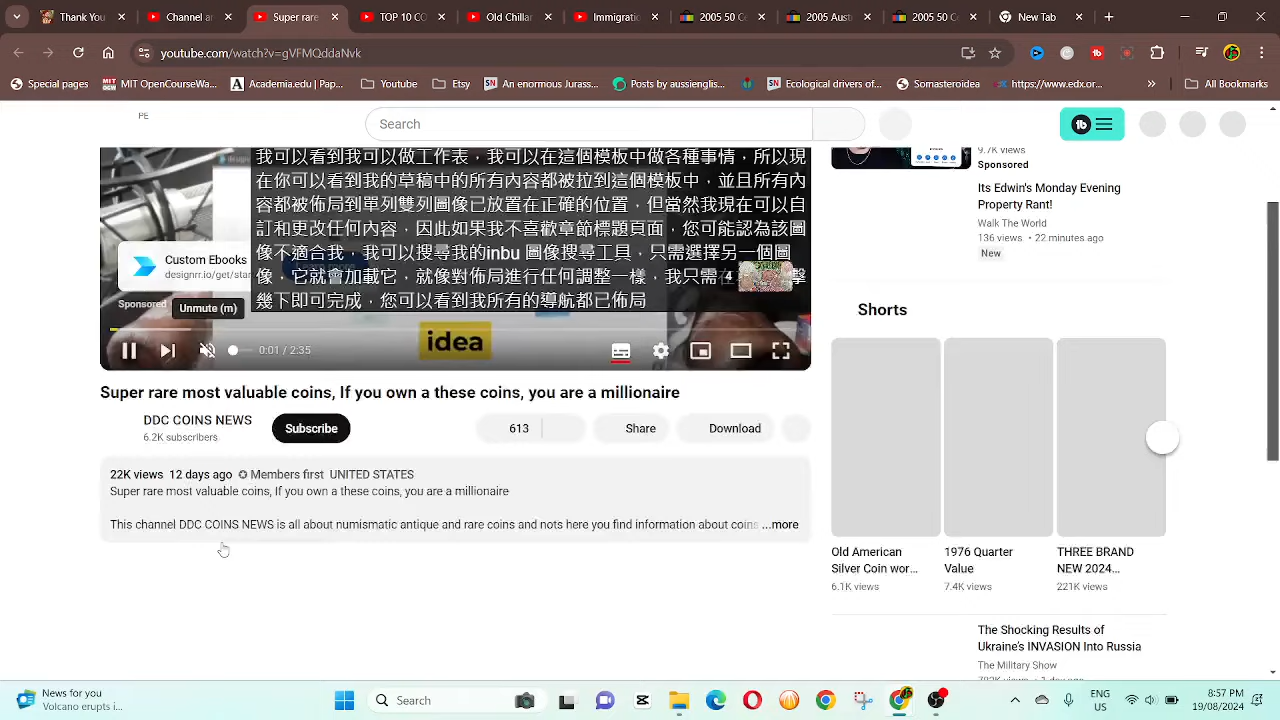 Thank You
Channel ar
Super rare
TOP 10 CO
Old Chillar
Immigratic
2005 50 Ce
2005 Aust
2005 50 C
New Tab
youtube.com/watch?v=gVFMQddaNvk
Special pages
MIT OpenCourseWa...
Academia.edu | Pap...
Youtube
Etsy
An enormous brass...
Posts by aussienglis...
Ecological drivers of...
Somasteroidea
https://www.edcor...
All Bookmarks
PE
Search
我可以看到我可以做工作表，我可以在這個模板中做各種事情，所以現
在你可以看到我的草稿中的所有內容都被拉到這個模板中，並且所有內
容都被佈局到單列雙列圖像已放置在正確的位置，但當然我現在可以自
訂和更改任何內容，因此如果我不喜歡章節標題頁面，您可能認為該圖
像不適合我，我可以搜尋我的inbu 圖像搜尋工具，只需選擇另一個圖
像，它就會加載它，就像對佈局進行任何調整一樣，我只需在
擊
幾下即可完成，您可以看到我所有的導航都已佈局
Custom Ebooks
designrr.io/get/star
Sponsored
Unmute (m)
idea
0:01 / 2:35
Super rare most valuable coins, If you own a these coins, you are a millionaire
DDC COINS NEWS
6.2K subscribers
Subscribe
613
Share
Download
22K views 12 days ago ✪ Members first UNITED STATES
Super rare most valuable coins, If you own a these coins, you are a millionaire
This channel DDC COINS NEWS is all about numismatic antique and rare coins and nots here you find information about coins ...more
9.7K views
Sponsored
Its Edwin's Monday Evening
Property Rant!
Walk The World
136 views • 22 minutes ago
New
Shorts
Old American
Silver Coin wor...
6.1K views
1976 Quarter
Value
7.4K views
THREE BRAND
NEW 2024...
221K views
The Shocking Results of
Ukraine's INVASION Into Russia
The Military Show
News for you
Volcano erupts i...
Search
ENG
US
8:57 PM
19/08/2024